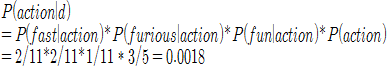 P(action|d)
= P(fast|action)*P(furious|action)*P(fun|action)*P(action)
= 2/11*2/11*1/11 * 3/5 = 0.0018